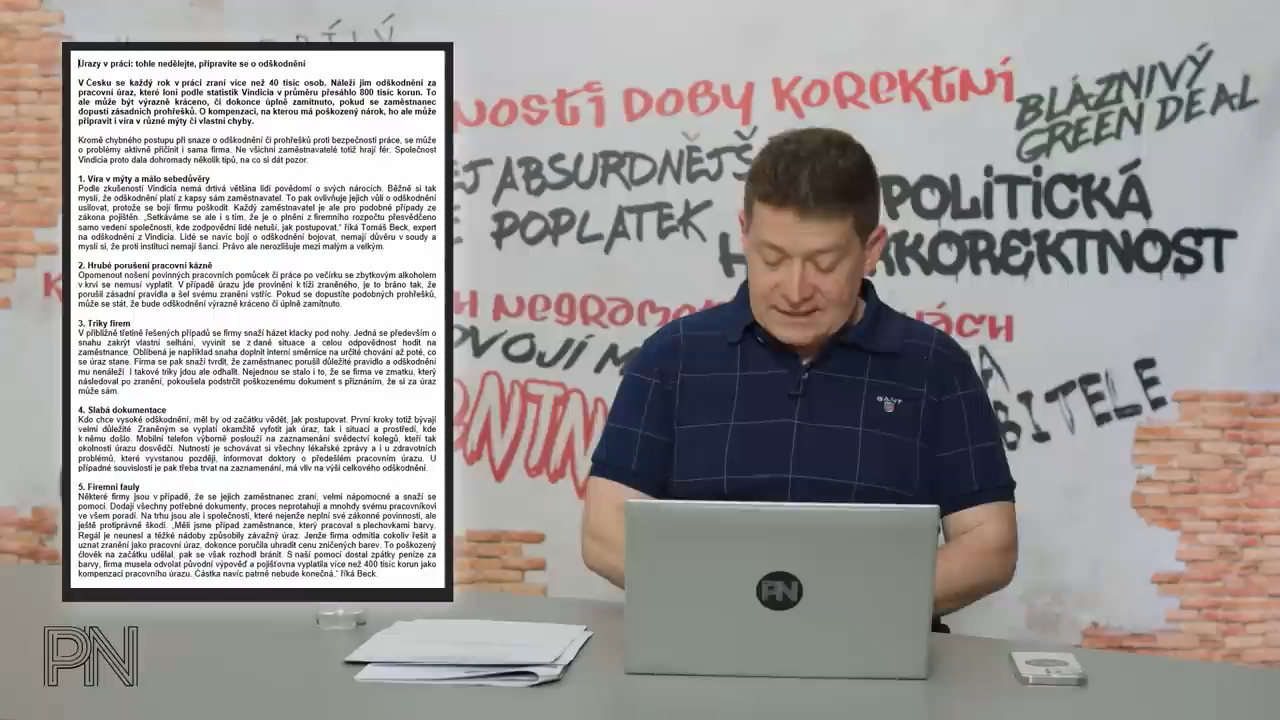 Úrazy v práci: tohle nedělejte, připravíte se o odškodnění
V Česku se každý rok v práci zraní více než 40 tisíc osob. Náleží jim odškodnění za
pracovní úraz, které loni podle statistik Vindicia v průměru přesáhlo 800 tisíc korun. To
ale může být výrazně kráceno, či dokonce úplně zamítnuto, pokud se zaměstnanec
dopustí zásadních prohřešků. O kompenzaci, na kterou má poškozený nárok, ho ale může
připravit i víra v různé mýty či vlastní chyby.
Kromě chybného postupu při snaze o odškodnění či prohřešků proti bezpečnosti práce, se může
o problémy aktivně přičinit i sama firma. Ne všichni zaměstnavatelé totiž hrají fér. Společnost
Vindicia proto dala dohromady několik tipů, na co si dát pozor.
1. Víra v mýty a málo sebedůvěry
Podle zkušeností Vindicia nemá drtivá většina lidí povědomí o svých nárocích. Běžně si tak
myslí, že odškodnění platí z kapsy sám zaměstnavatel. To pak ovlivňuje jejich vůli o odškodnění
usilovat, protože se bojí firmu poškodit. Každý zaměstnavatel je ale pro podobné případy ze
zákona pojištěn. „Setkáváme se ale i s tím, že je o plnění z firemního rozpočtu přesvědčeno
samo vedení společnosti, kde zodpovědní lidé netuší, jak postupovat,“ říká Tomáš Beck, expert
na odškodnění z Vindicia. Lidé se navíc bojí o odškodnění bojovat, nemají důvěru v soudy a
myslí si, že proti instituci nemají šanci. Právo ale nerozlišuje mezi malým a velkým.
2. Hrubé porušení pracovní kázně
Opomenout nošení povinných pracovních pomůcek či práce po večírku se zbytkovým alkoholem
v krvi se nemusí vyplatit. V případě úrazu jde provinění k tíži zraněného, je to bráno tak, že
porušil zásadní pravidla a šel svému zranění vstříc. Pokud se dopustíte podobných prohřešků,
může se stát, že bude odškodnění výrazně kráceno či úplně zamítnuto.
3. Triky firem
V přibližně třetině řešených případů se firmy snaží házet klacky pod nohy. Jedná se především o
snahu zakrýt vlastní selhání, vyvinit se z dané situace a celou odpovědnost hodit na
zaměstnance. Oblíbená je například snaha doplnit interní směrnice na určité chování až poté, co
se úraz stane. Firma se pak snaží tvrdit, že zaměstnanec porušil důležité pravidlo a odškodnění
mu nenáleží. I takové triky jdou ale odhalit. Nejednou se stalo i to, že se firma ve zmatku, který
následoval po zranění, pokoušela podstrčit poškozenému dokument s přiznáním, že si za úraz
může sám.
4. Slabá dokumentace
Kdo chce vysoké odškodnění, měl by od začátku vědět, jak postupovat. První kroky totiž bývají
velmi důležité. Zraněným se vyplatí okamžitě vyfotit jak úraz, tak i situaci a prostředí, kde
k němu došlo. Mobilní telefon výborně poslouží na zaznamenání svědectví kolegů, kteří tak
okolnosti úrazu dosvědčí. Nutností je schovávat si všechny lékařské zprávy a i u zdravotních
problémů, které vyvstanou později, informovat doktory o předešlém pracovním úrazu. U
případné souvislosti je pak třeba trvat na zaznamenání, má vliv na výši celkového odškodnění.
5. Firemní fauly
Některé firmy jsou v případě, že se jejich zaměstnanec zraní, velmi nápomocné a snaží se
pomoci. Dodají všechny potřebné dokumenty, proces neprotahují a mnohdy svému pracovníkovi
ve všem poradí. Na trhu jsou ale i společnosti, které nejenže neplní své zákonné povinnosti, ale
ještě protiprávně škodí. „Měli jsme případ zaměstnance, který pracoval s plechovkami barvy.
Regál je neunesl a těžké nádoby způsobily závažný úraz. Jenže firma odmítla cokoliv řešit a
uznat zranění jako pracovní úraz, dokonce poručila uhradit cenu zničených barev. To poškozený
člověk na začátku udělal, pak se však rozhodl bránit. S naší pomocí dostal zpátky peníze za
barvy, firma musela odvolat původní výpověď a pojišťovna vyplatila více než 400 tisíc korun jako
kompenzaci pracovního úrazu. Částka navíc patrně nebude konečná,“ říká Beck.
NOSTI DOBY KOREKTNÍ
BLÁZNIVÝ
GREEN DEAL
EJ ABSURDNĚJŠ
POPLATEK
POLITICKÁ
H KOREKTNOST
GANT
PN
PN